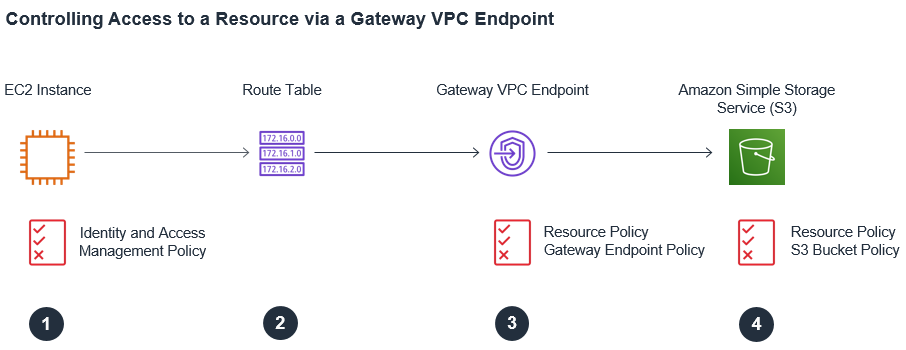 Controlling Access to a Resource via a Gateway VPC Endpoint
EC2 Instance
Route Table
Gateway VPC Endpoint
Amazon Simple Storage
Service (S3)
172.16.0.0
172.16.1.0
172.16.2.0
Identity and Access
Management Policy
Resource Policy
Gateway Endpoint Policy
Resource Policy
S3 Bucket Policy
1
2
3
4